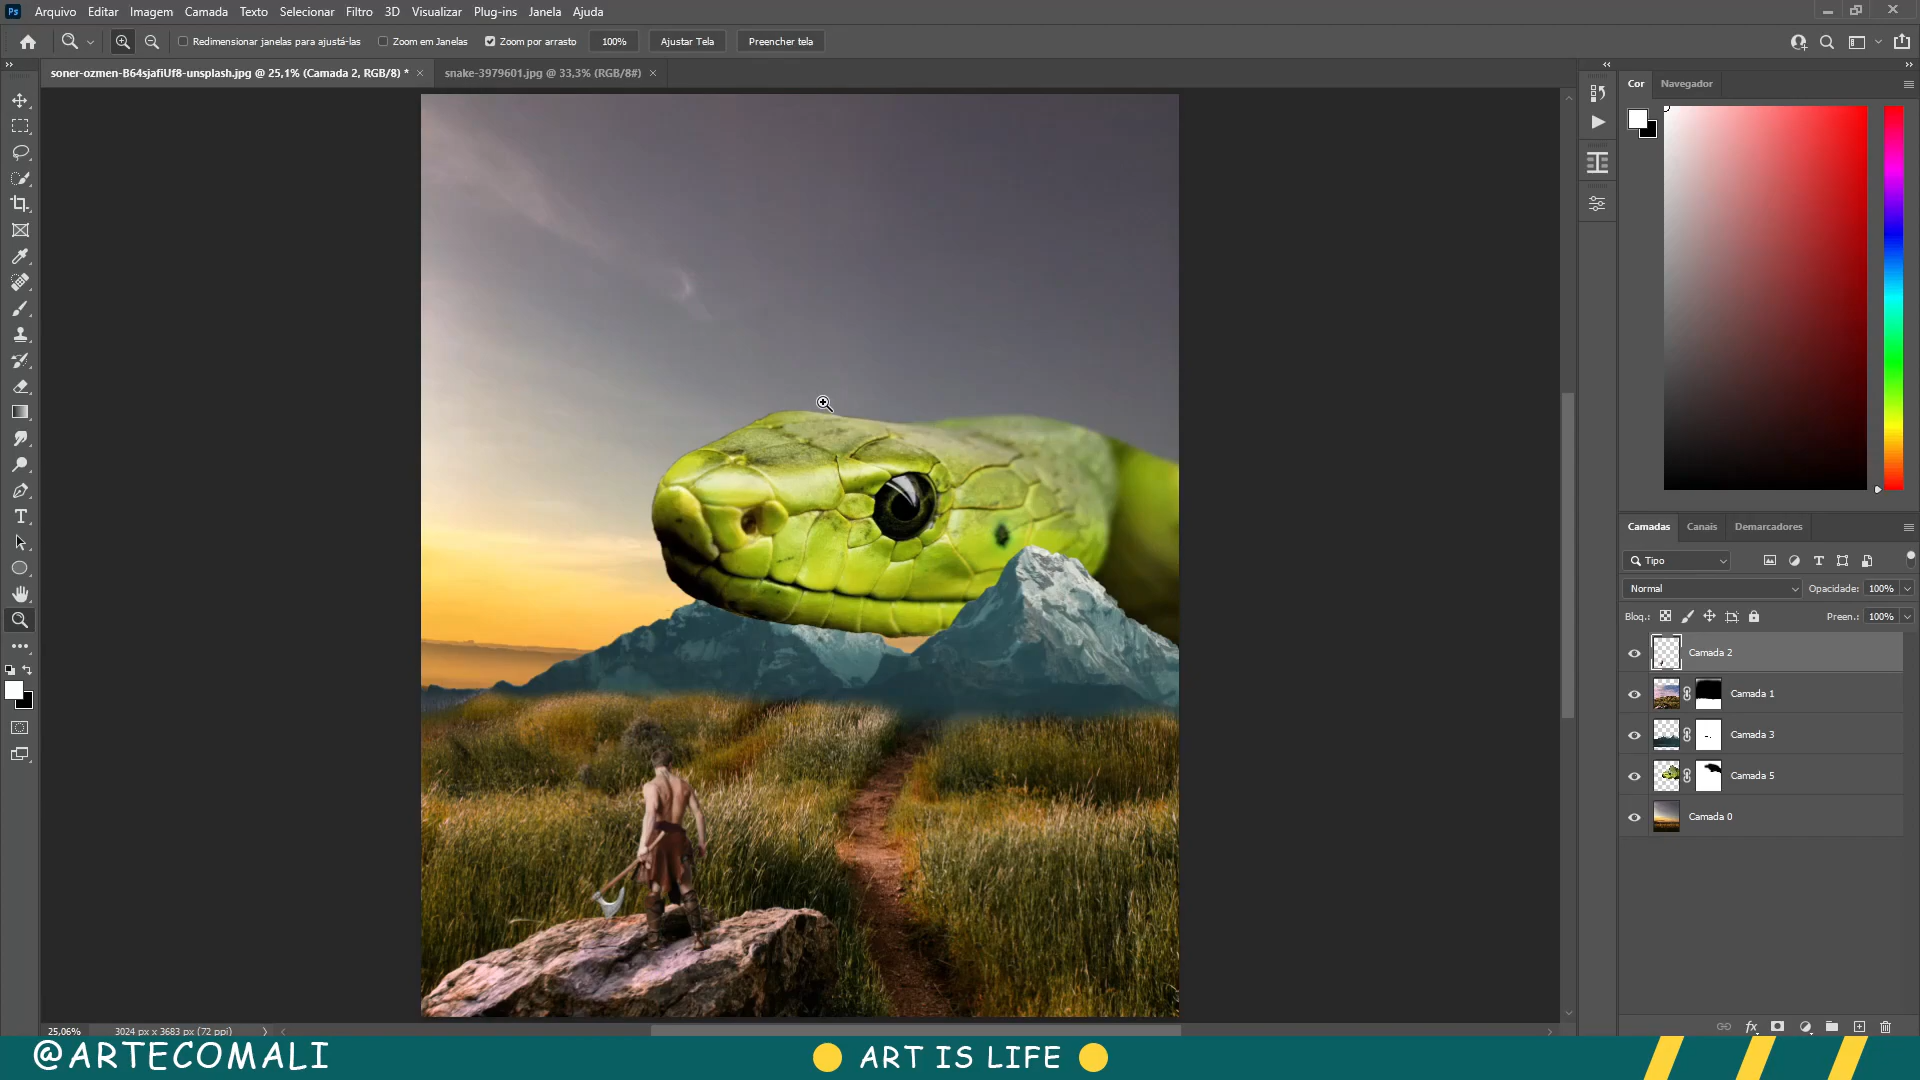 Ps Arquivo Editar Imagem Camada Texto Selecionar Filtro 3D Visualizar Plug-ins Janela Ajuda
Redimensionar janelas para ajustá-las Zoom em Janelas Zoom por arrasto 100% Ajustar Tela Preencher tela
soner-ozmen-B64sjafiUf8-unsplash.jpg @ 25,1% (Camada 2, RGB/8) * snake-3979601.jpg @ 33,3% (RGB/8#)
Cor Navegador
Camadas Canais Demarcadores
Tipo
Normal Opacidade: 100%
Bloq.: Preen.: 100%
Camada 2
Camada 1
Camada 3
Camada 5
Camada 0
25,06% 3024 px x 3683 px (72 ppi)
@ARTECOMALI ART IS LIFE